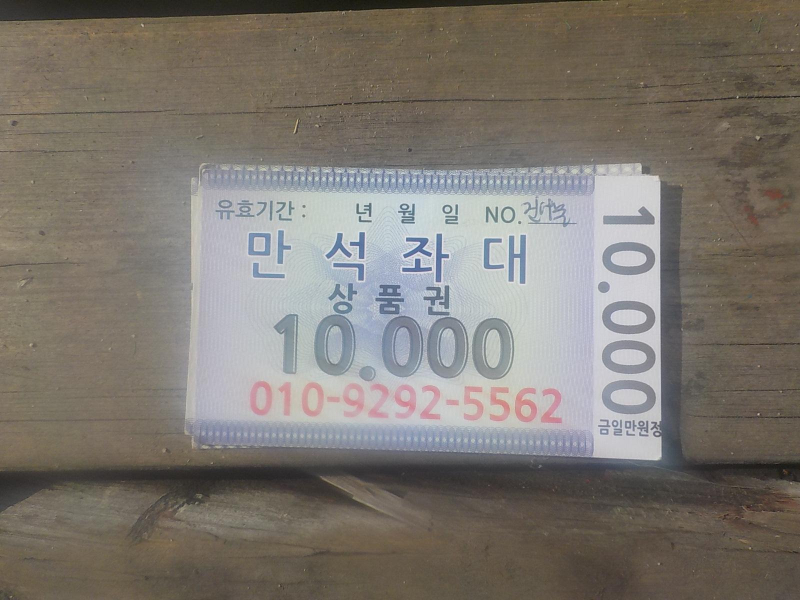 유효기간 : 년 월 일 NO.
만석좌대
상품권
10.000
010-9292-5562
10.000
금일만원정